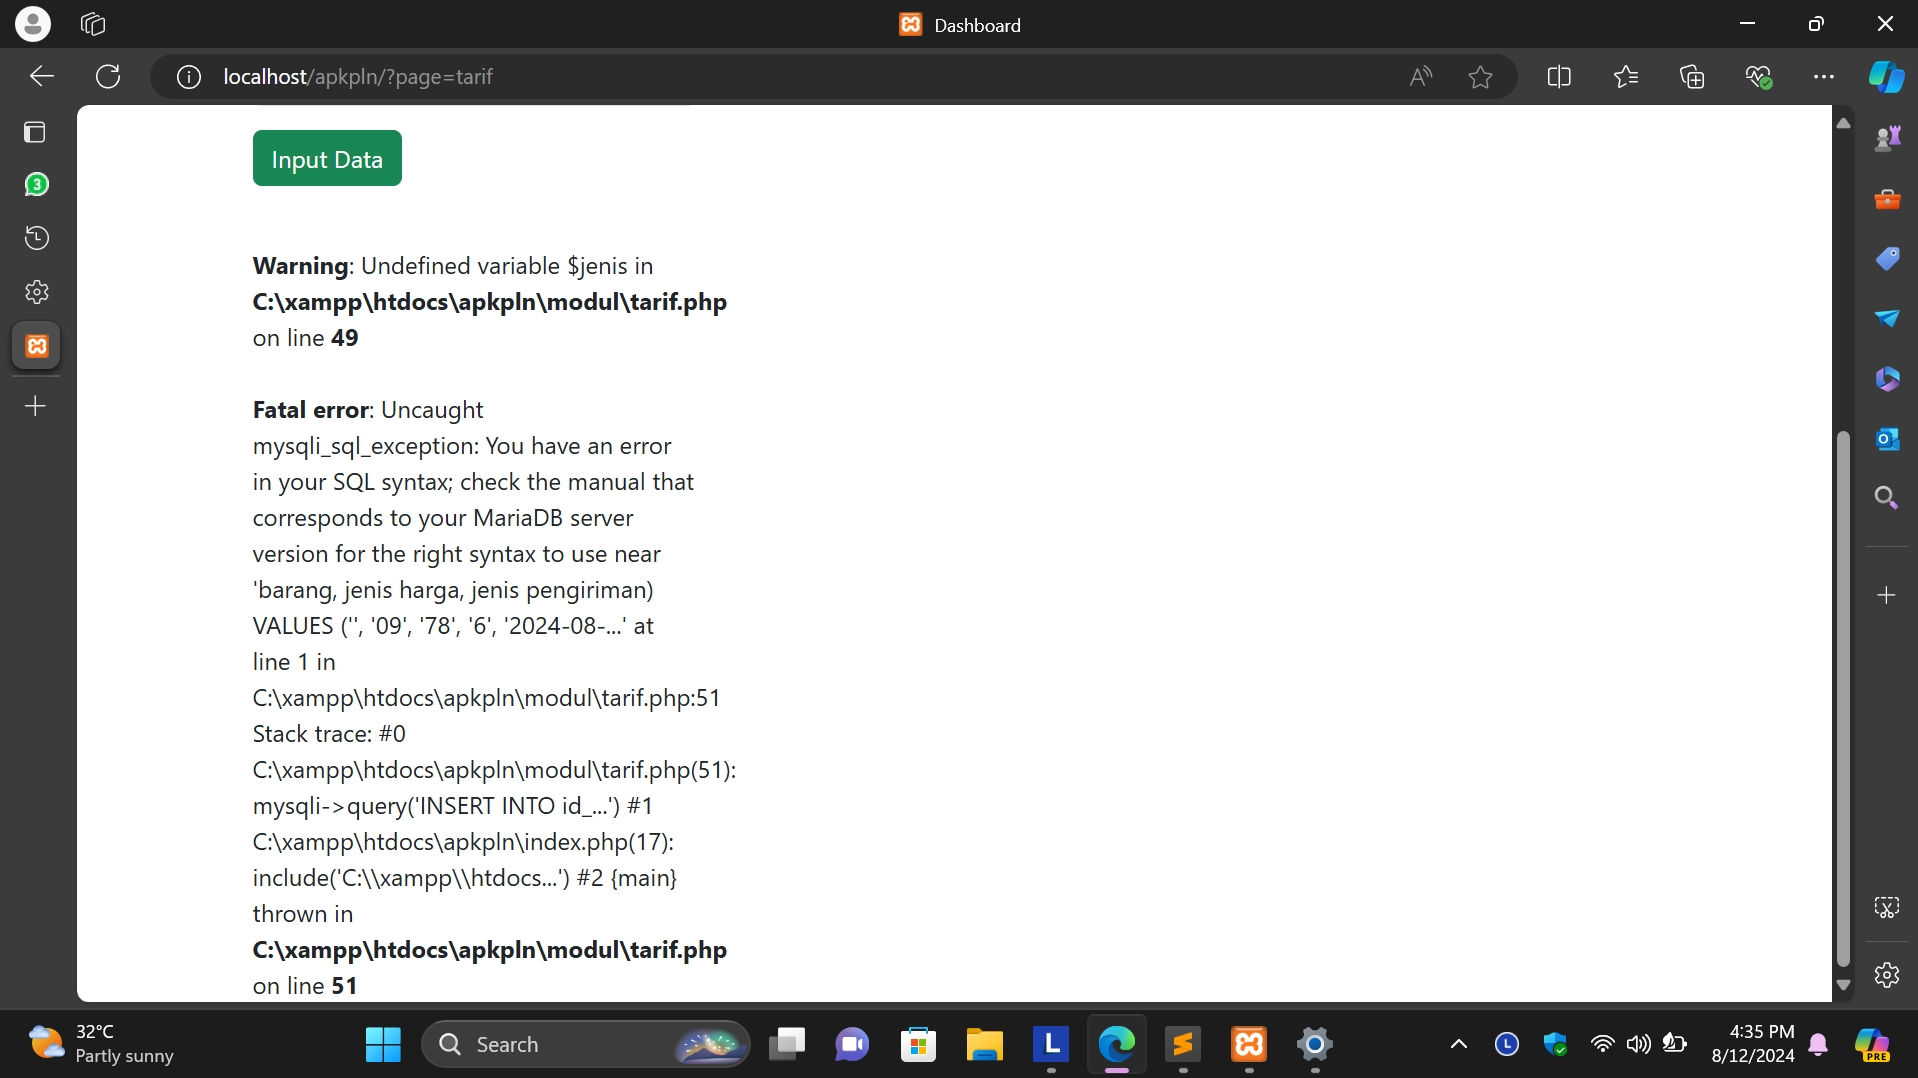 Dashboard
localhost/apkpln/?page=tarif
3
Input Data
Warning: Undefined variable $jenis in
C:\xampp\htdocs\apkpln\modul\tarif.php
on line 49
Fatal error: Uncaught
mysqli_sql_exception: You have an error
in your SQL syntax; check the manual that
corresponds to your MariaDB server
version for the right syntax to use near
'barang, jenis harga, jenis pengiriman)
VALUES ('', '09', '78', '6', '2024-08-...' at
line 1 in
C:\xampp\htdocs\apkpln\modul\tarif.php:51
Stack trace: #0
C:\xampp\htdocs\apkpln\modul\tarif.php(51):
mysqli->query('INSERT INTO id_...') #1
C:\xampp\htdocs\apkpln\index.php(17):
include('C:\\xampp\\htdocs...') #2 {main}
thrown in
C:\xampp\htdocs\apkpln\modul\tarif.php
on line 51
32°C
Partly sunny
Search
L
L
4:35 PM
8/12/2024
PRE